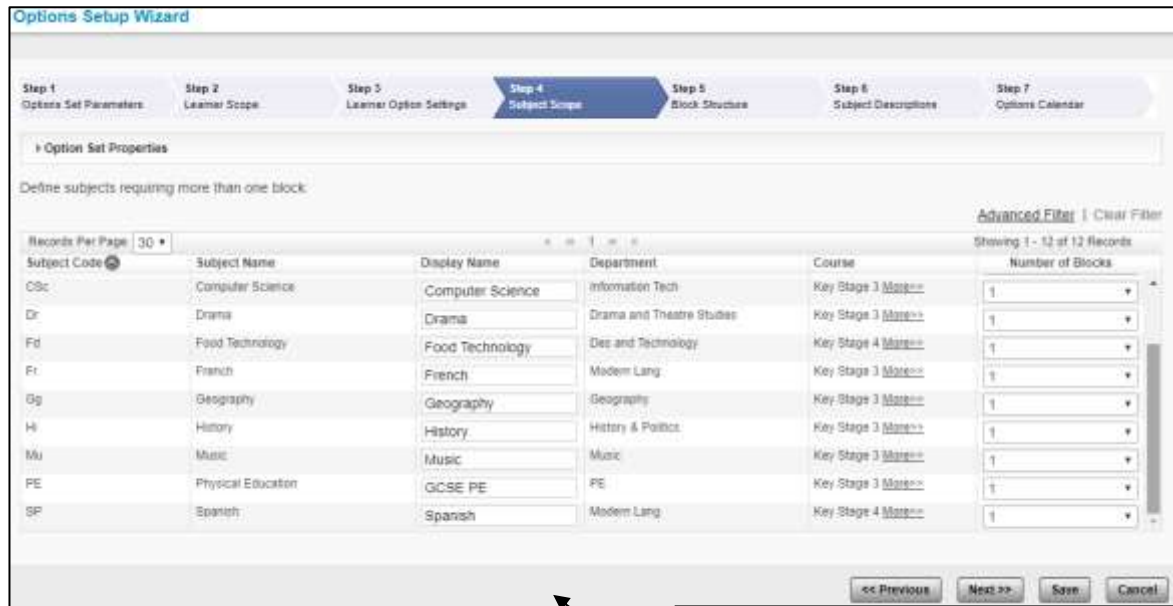 Options Setup Wizard
Step 1 Step 2 Step 3 Step 4 Step 5 Step 6 Step 7
Options Set Parameters Learner Scope Learner Option Settings Subject Scope Block Structure Subject Descriptions Options Calendar
Option Set Properties
Define subjects requiring more than one block
Advanced Filter | Clear Filter
Records Per Page 30 1 Showing 1 - 12 of 12 Records
Subject Code Subject Name Display Name Department Course Number of Blocks
CSc Computer Science Computer Science Information Tech Key Stage 3 More>> 1
Dr Drama Drama Drama and Theatre Studies Key Stage 3 More>> 1
Fd Food Technology Food Technology Des and Technology Key Stage 4 More>> 1
Fr French French Modern Lang Key Stage 3 More>> 1
Gg Geography Geography Geography Key Stage 3 More>> 1
Hi History History History & Politics Key Stage 3 More>> 1
Mu Music Music Music Key Stage 3 More>> 1
PE Physical Education GCSE PE PE Key Stage 3 More>> 1
SP Spanish Spanish Modern Lang Key Stage 4 More>> 1
<< Previous Next >> Save Cancel